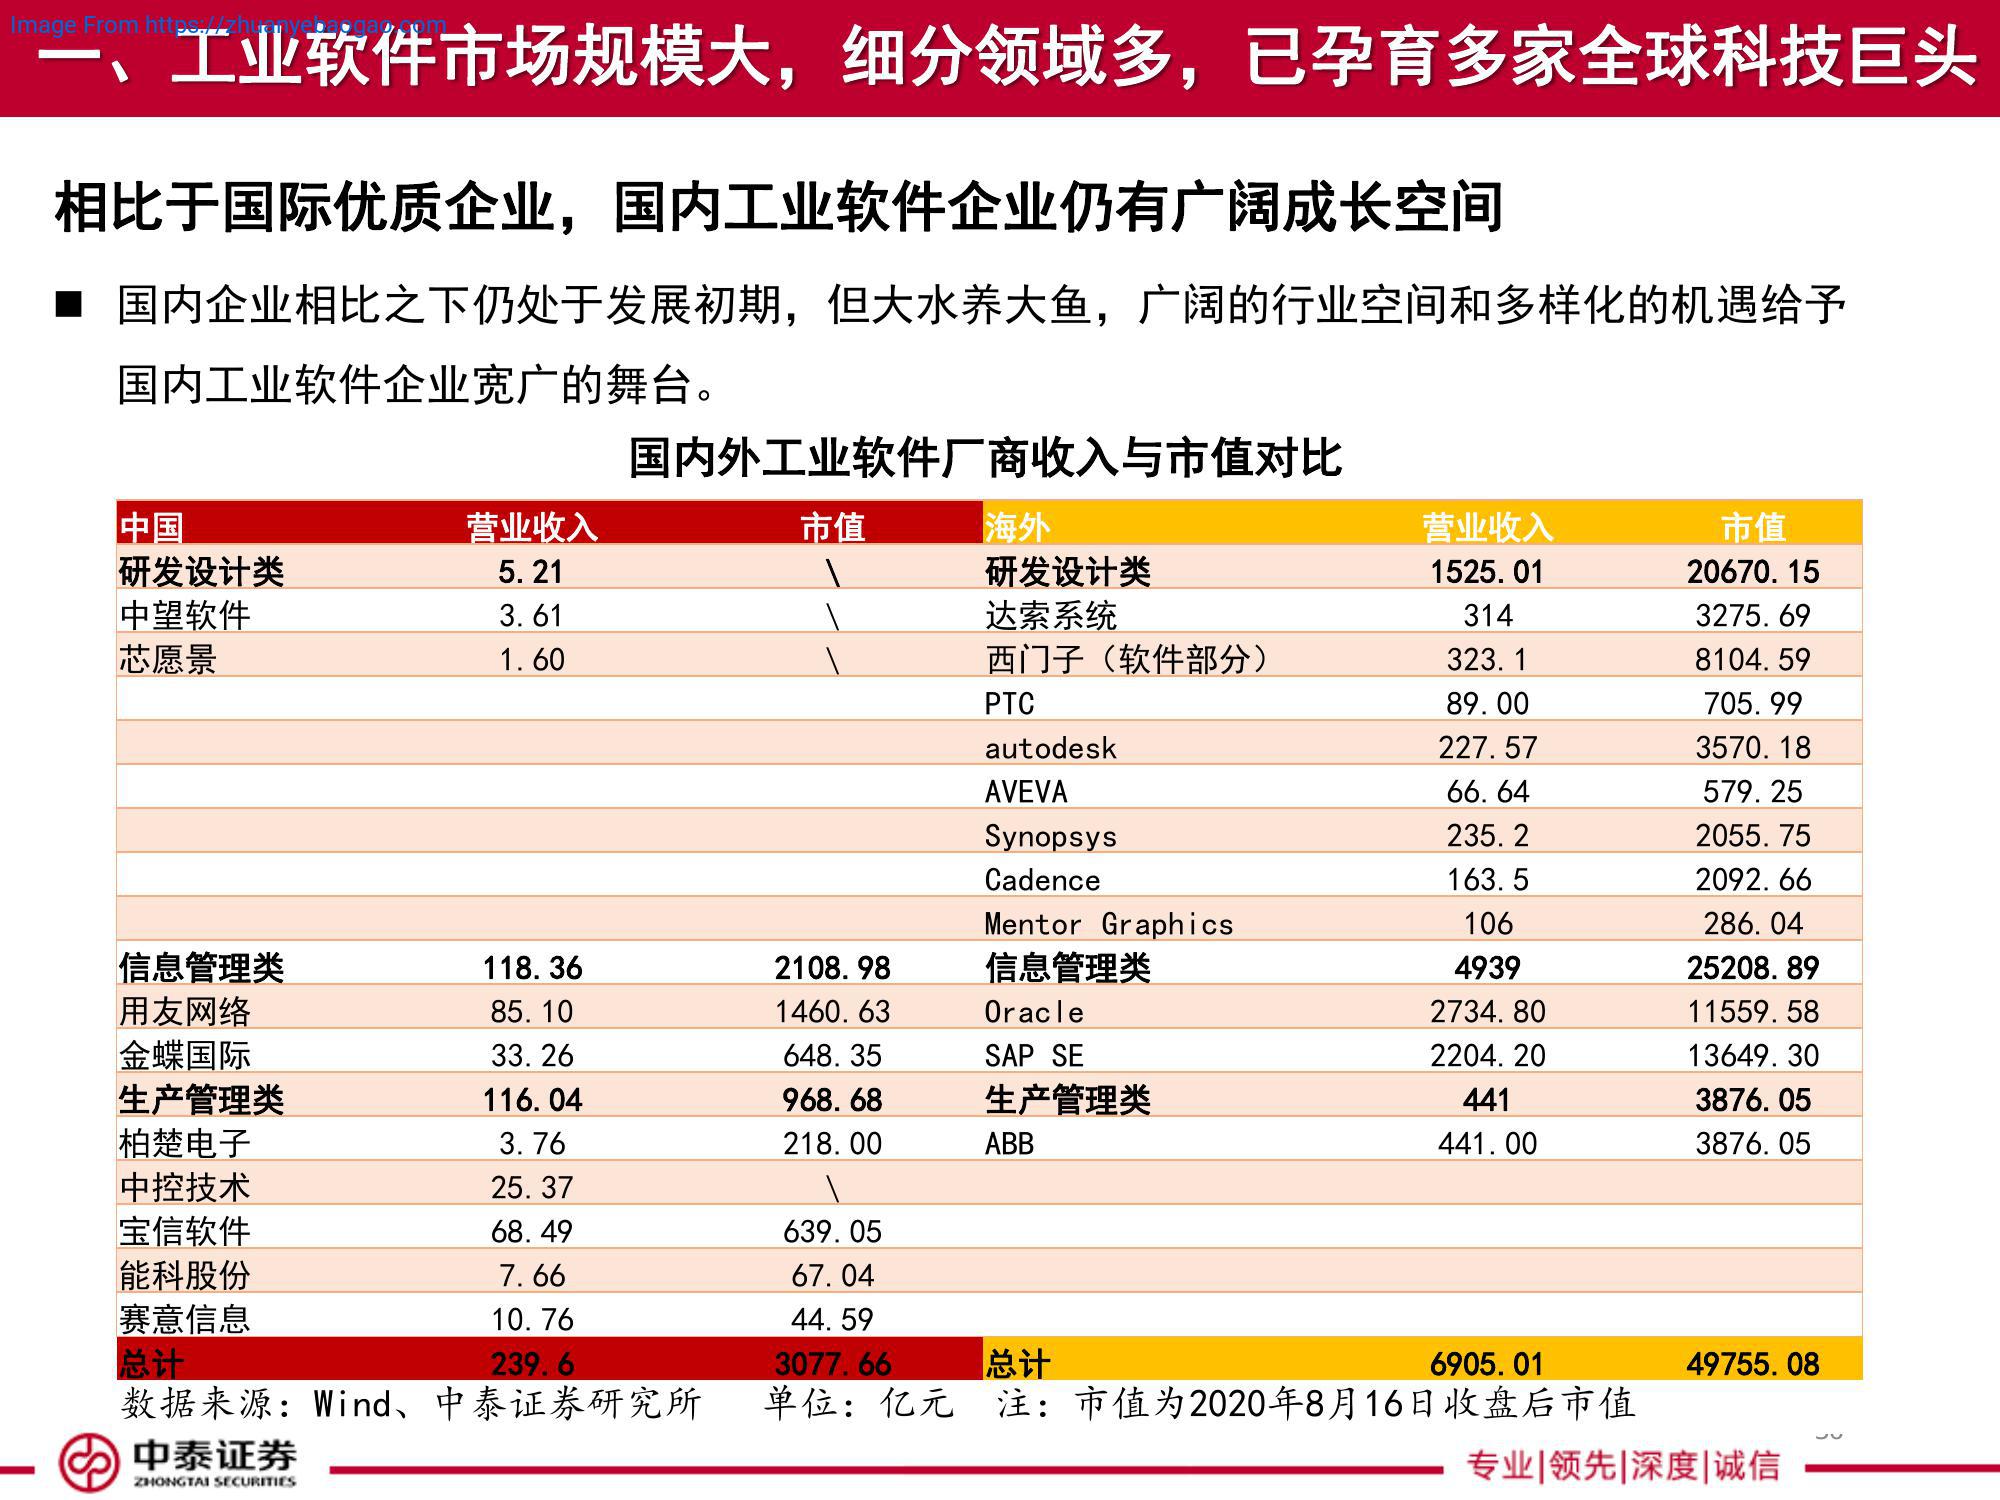 Image From https://zhuanyebaogao.com
一、工业软件市场规模大，细分领域多，已孕育多家全球科技巨头
相比于国际优质企业，国内工业软件企业仍有广阔成长空间
■ 国内企业相比之下仍处于发展初期，但大水养大鱼，广阔的行业空间和多样化的机遇给予
国内工业软件企业宽广的舞台。
国内外工业软件厂商收入与市值对比
中国 营业收入 市值 海外 营业收入 市值
研发设计类 5.21 \ 研发设计类 1525.01 20670.15
中望软件 3.61 \ 达索系统 314 3275.69
芯愿景 1.60 \ 西门子（软件部分） 323.1 8104.59
PTC 89.00 705.99
autodesk 227.57 3570.18
AVEVA 66.64 579.25
Synopsys 235.2 2055.75
Cadence 163.5 2092.66
Mentor Graphics 106 286.04
信息管理类 118.36 2108.98 信息管理类 4939 25208.89
用友网络 85.10 1460.63 Oracle 2734.80 11559.58
金蝶国际 33.26 648.35 SAP SE 2204.20 13649.30
生产管理类 116.04 968.68 生产管理类 441 3876.05
柏楚电子 3.76 218.00 ABB 441.00 3876.05
中控技术 25.37 \
宝信软件 68.49 639.05
能科股份 7.66 67.04
赛意信息 10.76 44.59
总计 239.6 3077.66 总计 6905.01 49755.08
数据来源：Wind、中泰证券研究所 单位：亿元 注：市值为2020年8月16日收盘后市值
中泰证券
ZHONGTAI SECURITIES
专业|领先|深度|诚信